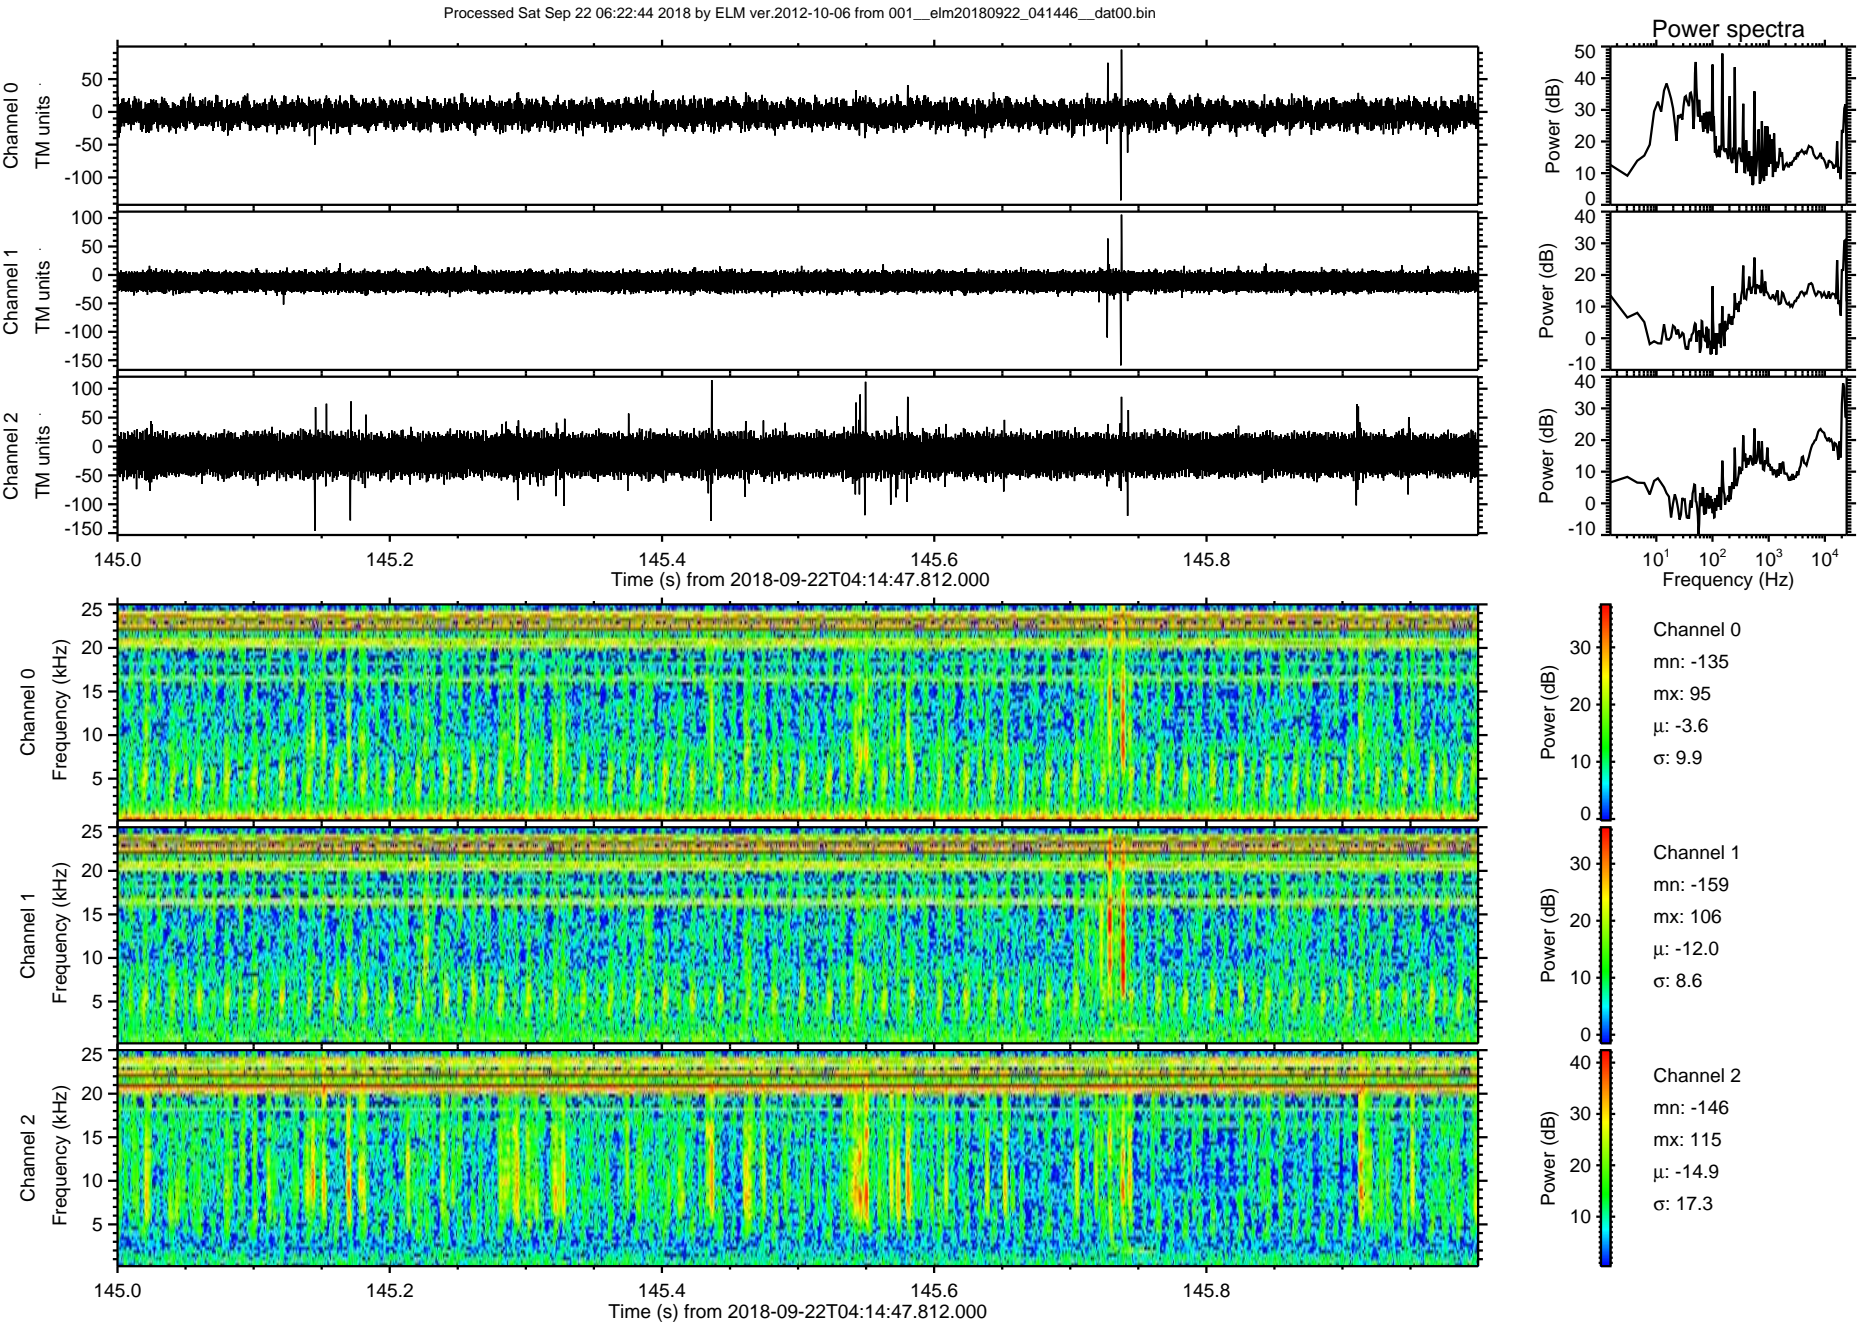 Processed Sat Sep 22 06:22:44 2018 by ELM ver.2012-10-06 from 001__elm20180922_041446__dat00.bin
Power spectra
Channel 0
TM units
50
0
-50
-100
Power (dB)
50
40
30
20
10
0
Channel 1
TM units
100
50
0
-50
-100
-150
Power (dB)
40
30
20
10
0
-10
Channel 2
TM units
100
50
0
-50
-100
-150
Power (dB)
40
30
20
10
0
-10
145.0 145.2 145.4 145.6 145.8
Time (s) from 2018-09-22T04:14:47.812.000
10¹ 10² 10³ 10⁴
Frequency (Hz)
Channel 0
Frequency (kHz)
25
20
15
10
5
Power (dB)
30
20
10
0
Channel 0
mn: -135
mx: 95
μ: -3.6
σ: 9.9
Channel 1
Frequency (kHz)
25
20
15
10
5
Power (dB)
30
20
10
0
Channel 1
mn: -159
mx: 106
μ: -12.0
σ: 8.6
Channel 2
Frequency (kHz)
25
20
15
10
5
Power (dB)
40
30
20
10
Channel 2
mn: -146
mx: 115
μ: -14.9
σ: 17.3
145.0 145.2 145.4 145.6 145.8
Time (s) from 2018-09-22T04:14:47.812.000